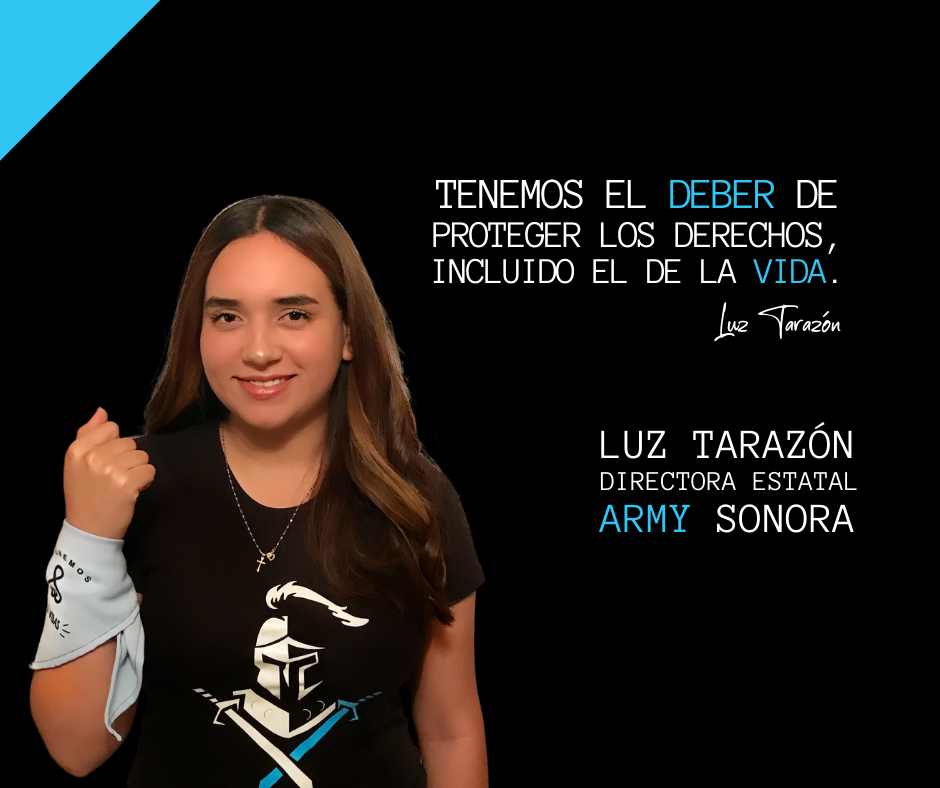 TENEMOS EL DEBER DE
PROTEGER LOS DERECHOS,
INCLUIDO EL DE LA VIDA.
Luz Tarazón
LUZ TARAZÓN
DIRECTORA ESTATAL
ARMY SONORA